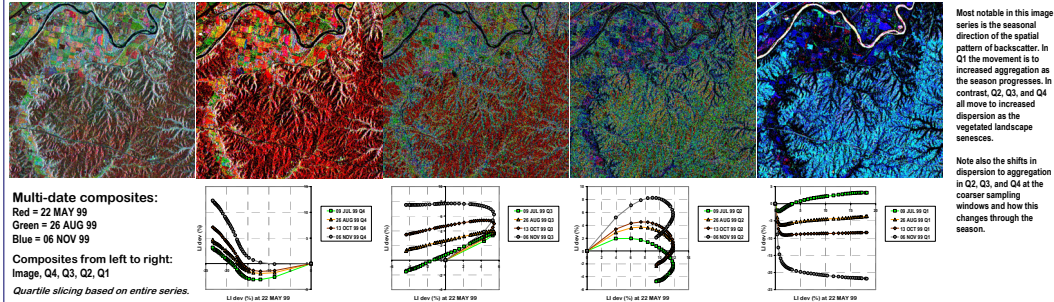 Most notable in this image
series is the seasonal
direction of the spatial
pattern of backscatter. In
Q1 the movement is to
increased aggregation as
the season progresses. In
contrast, Q2, Q3, and Q4
all move to increased
dispersion as the
vegetated landscape
senesces.
Note also the shifts in
dispersion to aggregation
in Q2, Q3, and Q4 at the
coarser sampling
windows and how this
changes through the
season.
Multi-date composites:
Red = 22 MAY 99
Green = 26 AUG 99
Blue = 06 NOV 99
Composites from left to right:
Image, Q4, Q3, Q2, Q1
Quartile slicing based on entire series.
LI dev (%)
09 JUL 99 Q4
26 AUG 99 Q4
13 OCT 99 Q4
06 NOV 99 Q4
LI dev (%) at 22 MAY 99
LI dev (%)
09 JUL 99 Q3
26 AUG 99 Q3
13 OCT 99 Q3
06 NOV 99 Q3
LI dev (%) at 22 MAY 99
LI dev (%)
09 JUL 99 Q2
26 AUG 99 Q2
13 OCT 99 Q2
06 NOV 99 Q2
LI dev (%) at 22 MAY 99
LI dev (%)
09 JUL 99 Q1
26 AUG 99 Q1
13 OCT 99 Q1
06 NOV 99 Q1
LI dev (%) at 22 MAY 99